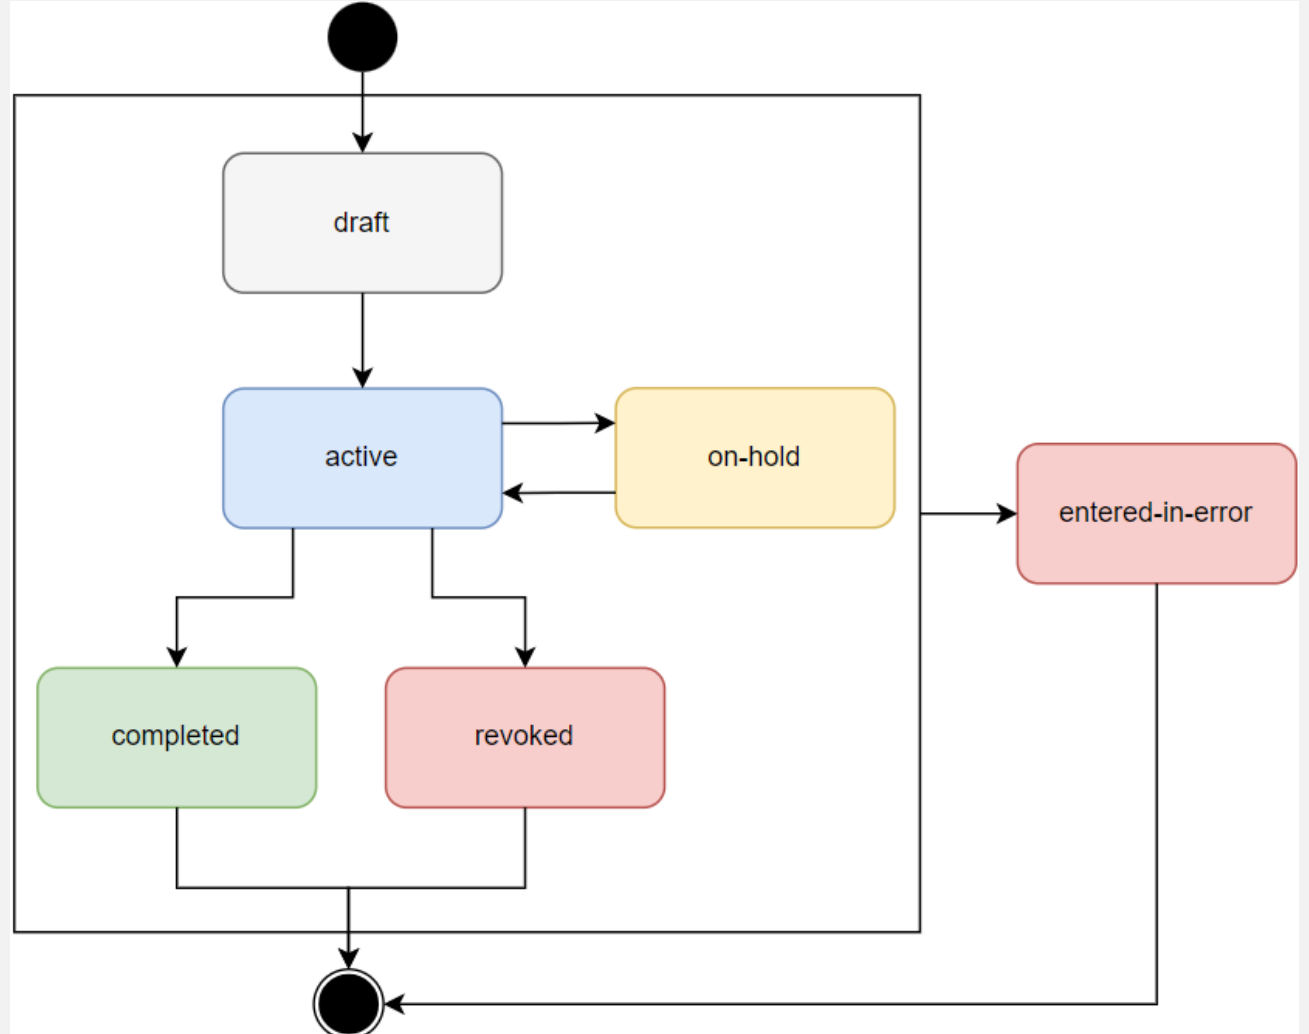 draft
active
on-hold
entered-in-error
completed
revoked